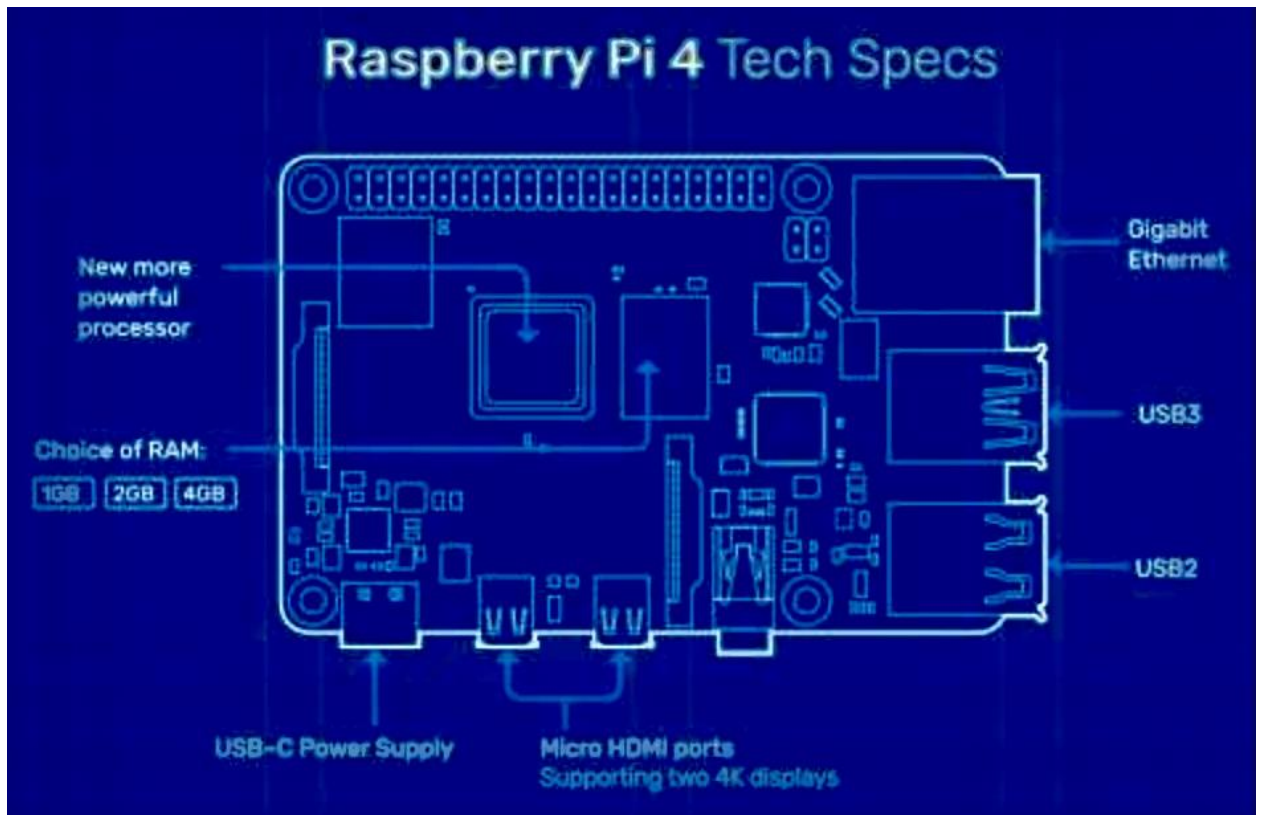 Raspberry Pi 4 Tech Specs
Gigabit
Ethernet
New more
powerful
processor
USB3
Choice of RAM:
1GB 2GB 4GB
USB2
USB-C Power Supply
Micro HDMI ports
Supporting two 4K displays